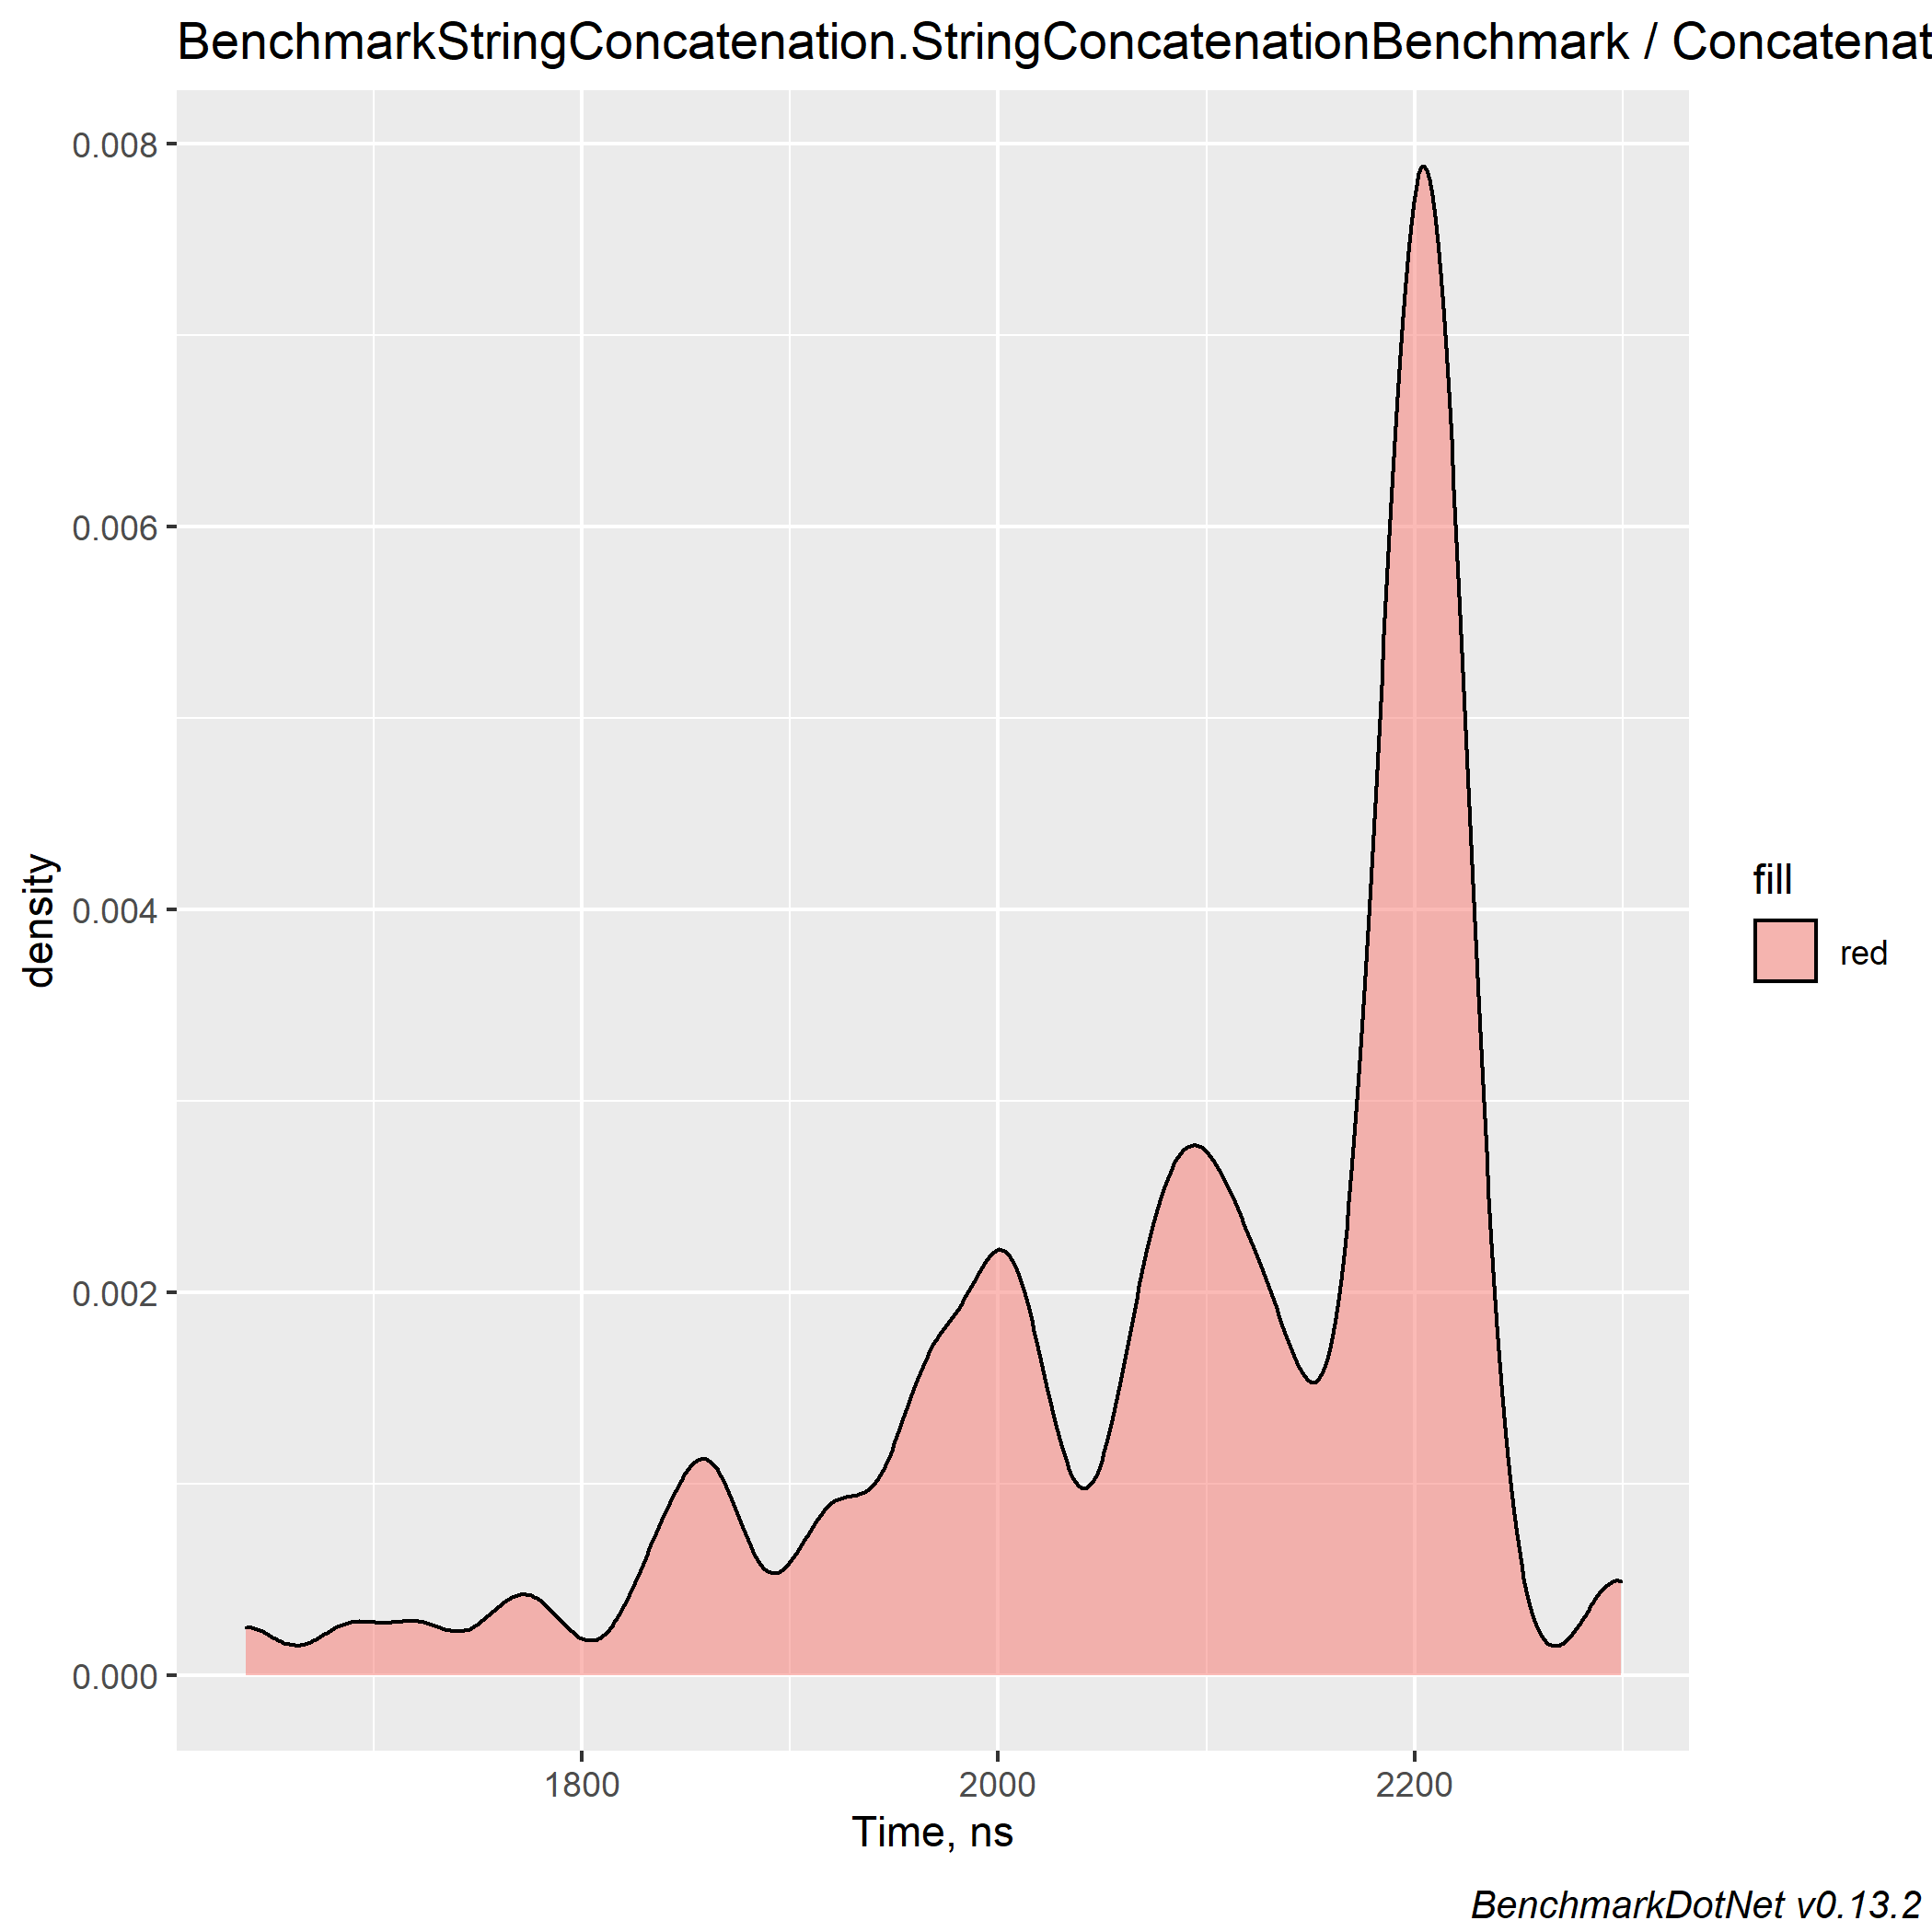 BenchmarkStringConcatenation.StringConcatenationBenchmark / Concatenat
0.008
0.006
0.004
0.002
0.000
density
1800
2000
2200
Time, ns
fill
red
BenchmarkDotNet v0.13.2